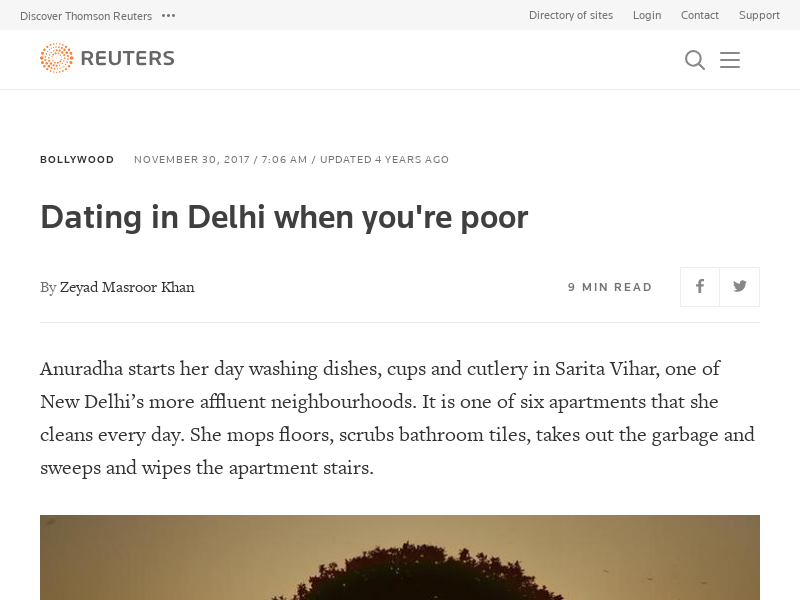 Discover Thomson Reuters
Directory of sites Login Contact Support
REUTERS
BOLLYWOOD NOVEMBER 30, 2017 / 7:06 AM / UPDATED 4 YEARS AGO
Dating in Delhi when you're poor
By Zeyad Masroor Khan
9 MIN READ
Anuradha starts her day washing dishes, cups and cutlery in Sarita Vihar, one of
New Delhi’s more affluent neighbourhoods. It is one of six apartments that she
cleans every day. She mops floors, scrubs bathroom tiles, takes out the garbage and
sweeps and wipes the apartment stairs.